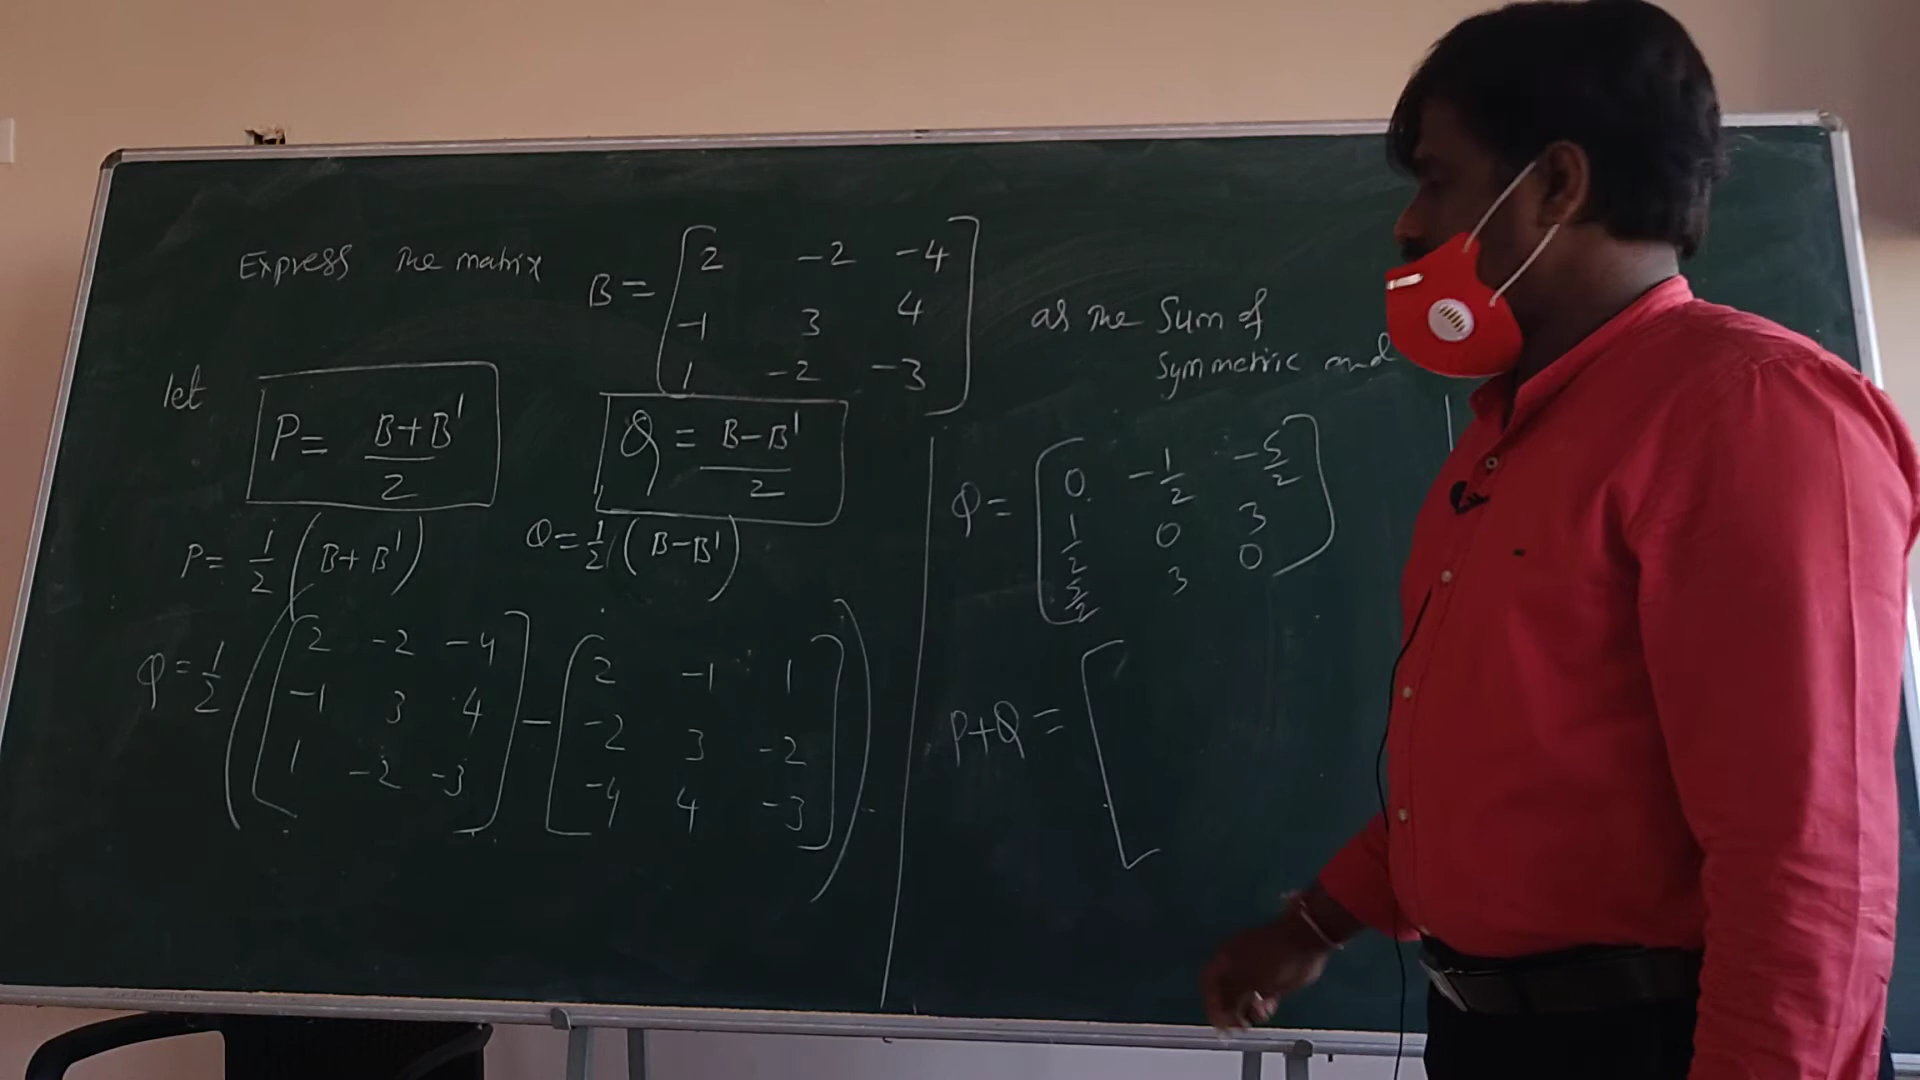 Express the matrix B = [2 -2 -4
-1 3 4
1 -2 -3] as the Sum of
Symmetric and
let P = B+B'/2 Q = B-B'/2
P = 1/2 (B+B') Q = 1/2 (B-B')
Q = 1/2 ([2 -2 -4
-1 3 4
1 -2 -3] - [2 -1 1
-2 3 -2
-4 4 -3])
Q = [0 -1/2 -5/2
1/2 0 3
5/2 3 0]
P+Q = [